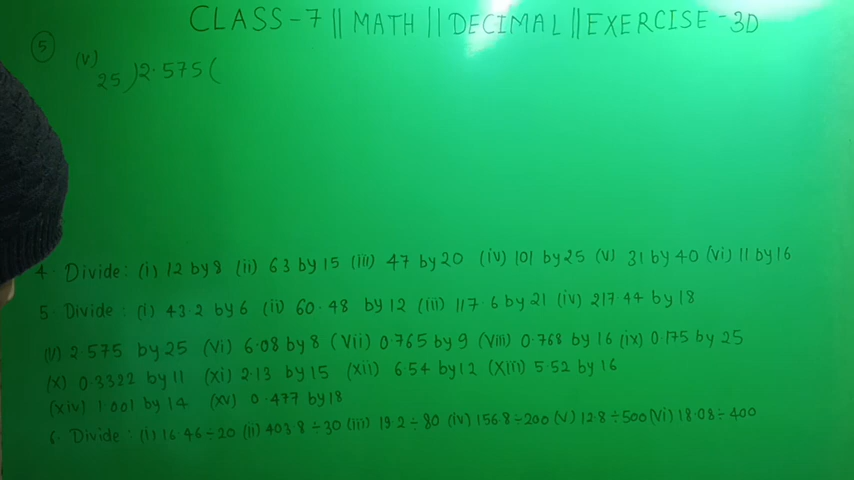 CLASS-7 || MATH || DECIMAL || EXERCISE-3D
5
(v)
25)2.575(
4. Divide: (i) 12 by 8 (ii) 63 by 15 (iii) 47 by 20 (iv) 101 by 25 (v) 31 by 40 (vi) 11 by 16
5. Divide: (i) 43.2 by 6 (ii) 60.48 by 12 (iii) 117.6 by 21 (iv) 217.44 by 18
(v) 2.575 by 25 (vi) 6.08 by 8 (vii) 0.765 by 9 (viii) 0.768 by 16 (ix) 0.175 by 25
(x) 0.3322 by 11 (xi) 2.13 by 15 (xii) 6.54 by 12 (xiii) 5.52 by 16
(xiv) 1.001 by 14 (xv) 0.477 by 18
6. Divide: (i) 16.46÷20 (ii) 403.8÷30 (iii) 19.2÷80 (iv) 156.8÷200 (v) 12.8÷500 (vi) 18.08÷400